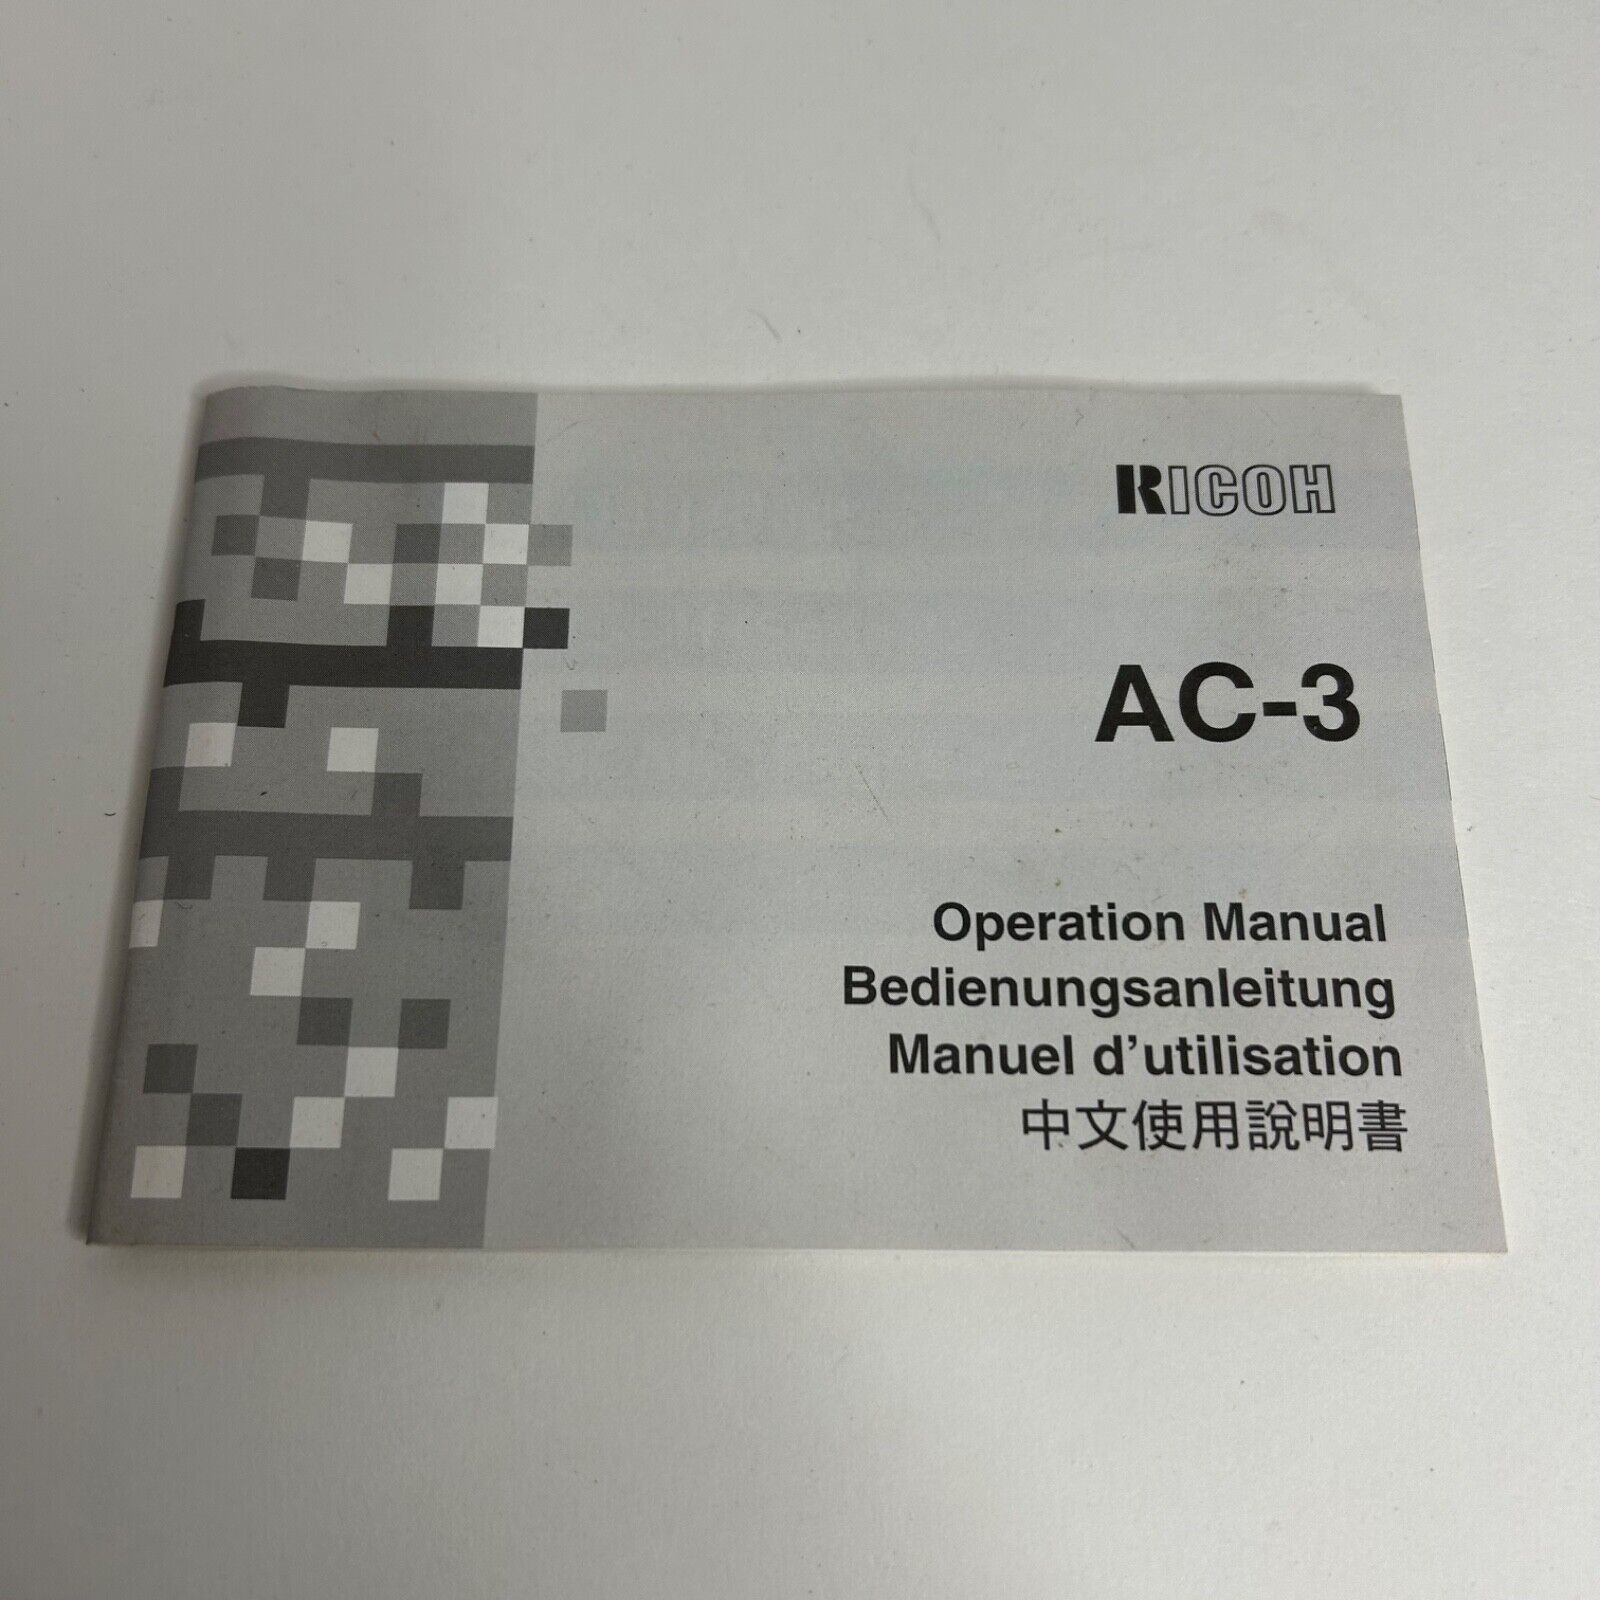 RICOH
AC-3
Operation Manual
Bedienungsanleitung
Manuel d'utilisation
中文使用說明書